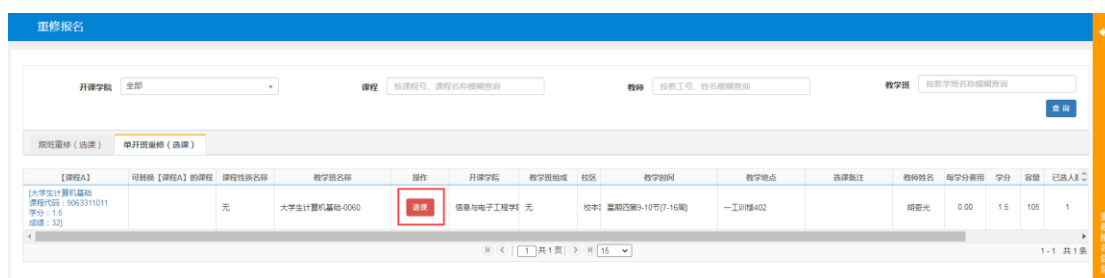 重修报名
开课学院 全部 课程 按课程号、课程名称模糊查询 教师 按教工号、姓名模糊查询 教学班 按教学班名称模糊查询
查 询
跟班重修（选课） 单开班重修（选课）
【课程A】 可替换【课程A】的课程 课程性质名称 教学班名称 操作 开课学院 教学班组成 校区 教学时间 教学地点 选课备注 教师姓名 每学分费用 学分 容量 已选人
[大学生计算机基础
课程代码：9063311011
学分：1.5
成绩：32]
无 大学生计算机基础-0060 退课 信息与电子工程学 无 校本 星期四第9-10节{7-16周} 一工训楼402 胡奇光 0.00 1.5 105 1
1 共1页 15
1 - 1 共1条